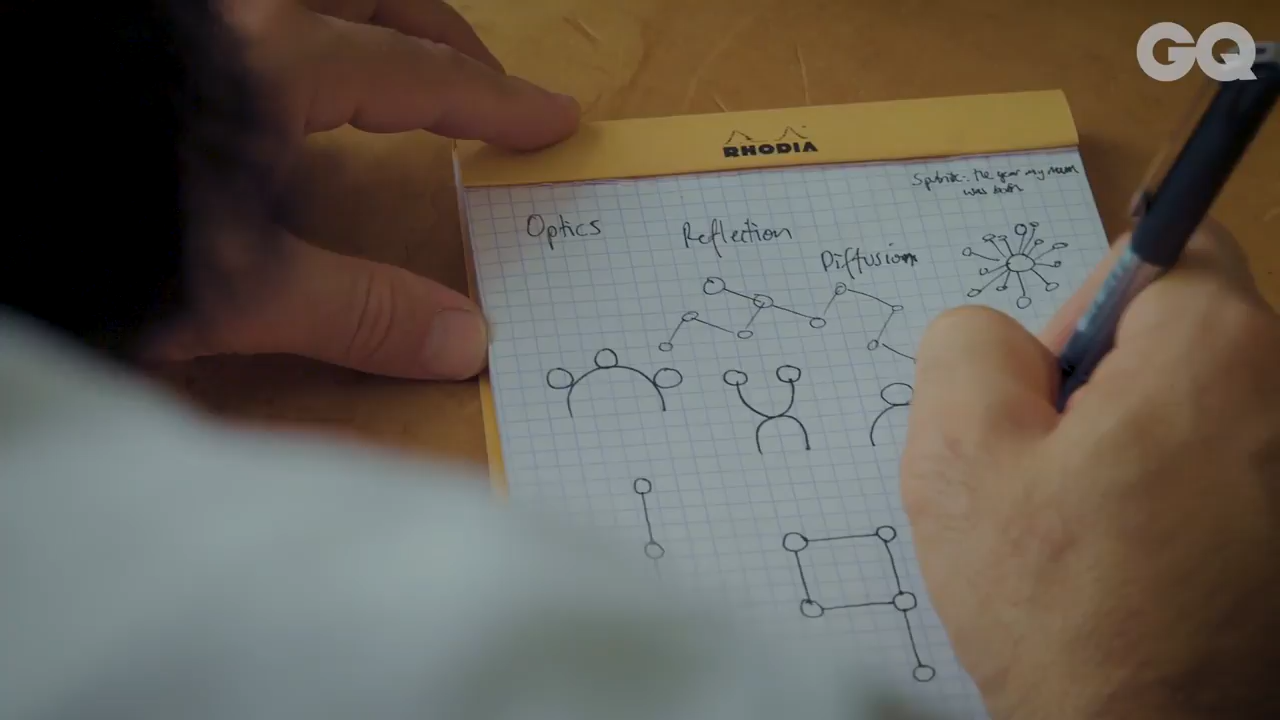 GQ
RHODIA
Sputnik - the year my mum
was born
Optics
Reflection
Diffusion